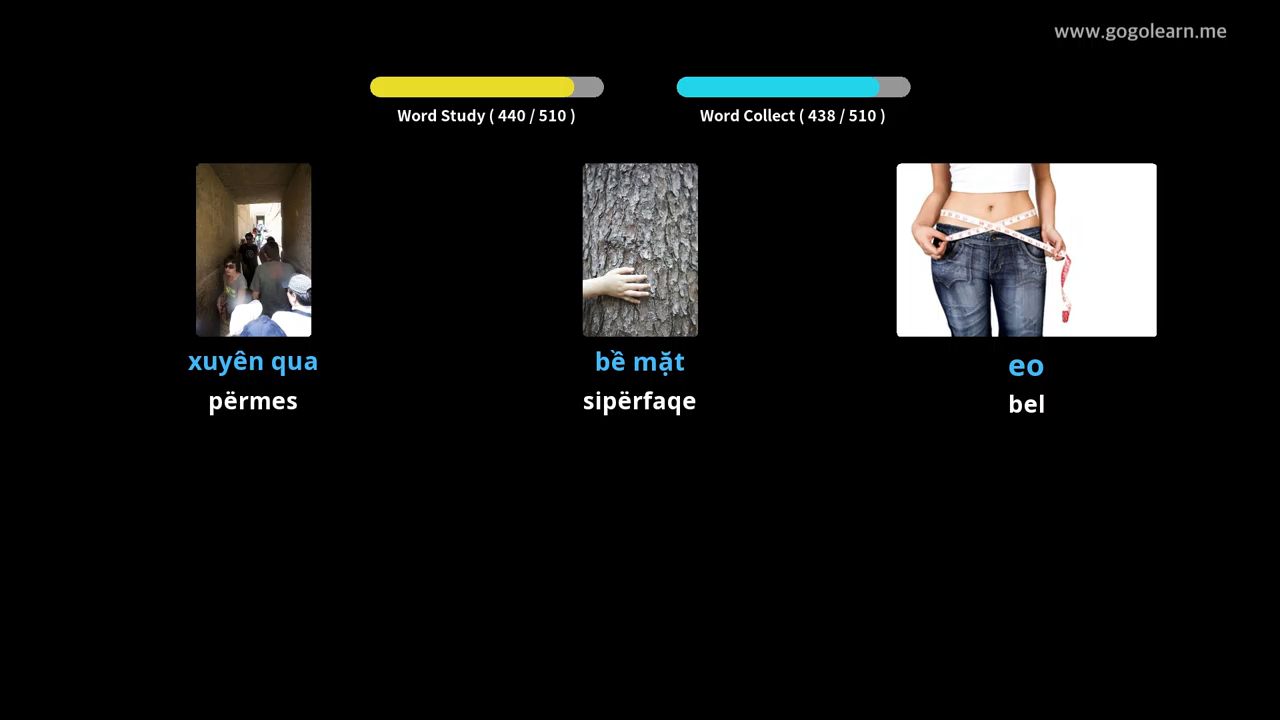 www.gogolearn.me
Word Study ( 440 / 510 )
Word Collect ( 438 / 510 )
xuyên qua
përmes
bề mặt
sipërfaqe
eo
bel